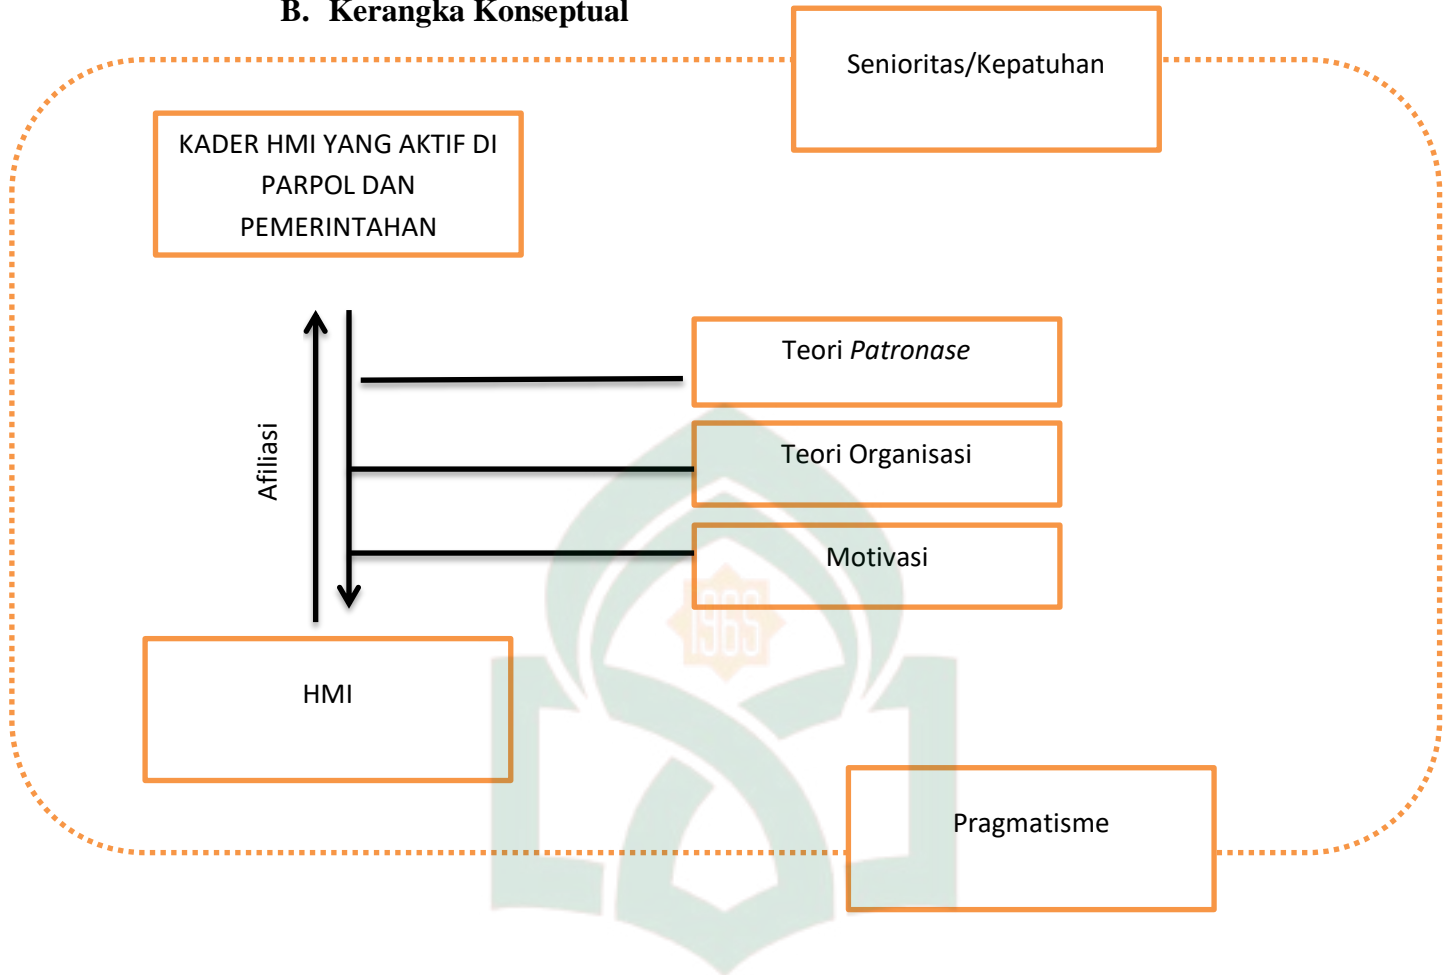 B. Kerangka Konseptual
Senioritas/Kepatuhan
KADER HMI YANG AKTIF DI
PARPOL DAN
PEMERINTAHAN
Teori Patronase
Afiliasi
Teori Organisasi
Motivasi
1965
HMI
Pragmatisme